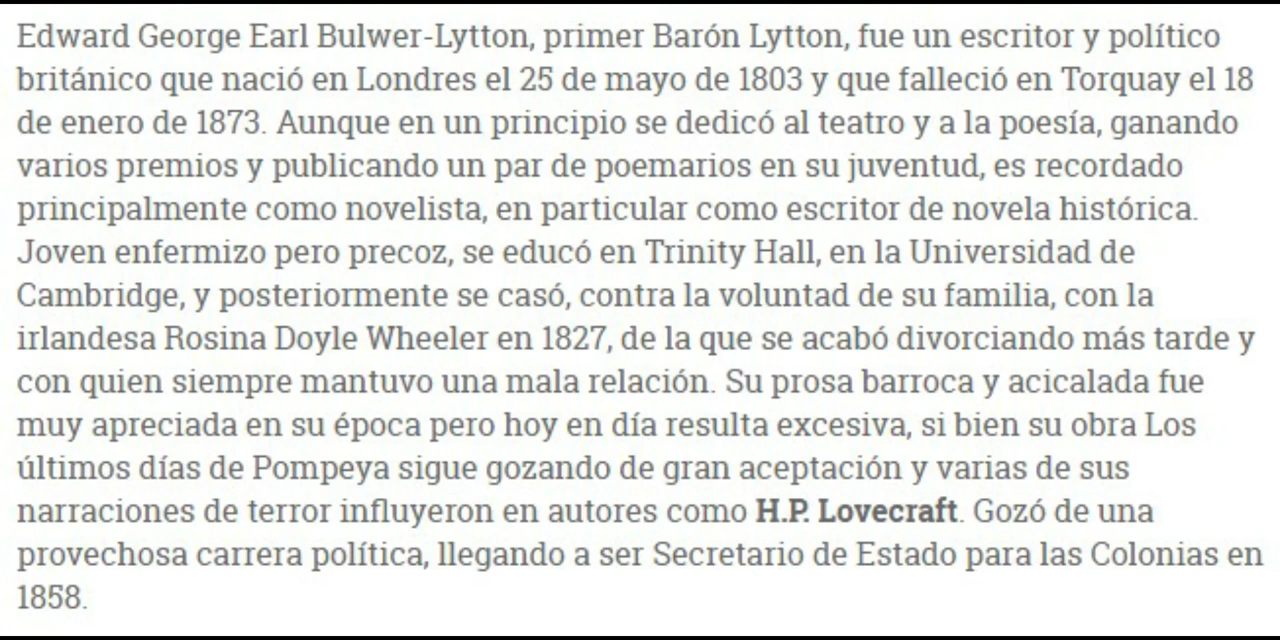 Edward George Earl Bulwer-Lytton, primer Barón Lytton, fue un escritor y político
británico que nació en Londres el 25 de mayo de 1803 y que falleció en Torquay el 18
de enero de 1873. Aunque en un principio se dedicó al teatro y a la poesía, ganando
varios premios y publicando un par de poemarios en su juventud, es recordado
principalmente como novelista, en particular como escritor de novela histórica.
Joven enfermizo pero precoz, se educó en Trinity Hall, en la Universidad de
Cambridge, y posteriormente se casó, contra la voluntad de su familia, con la
irlandesa Rosina Doyle Wheeler en 1827, de la que se acabó divorciando más tarde y
con quien siempre mantuvo una mala relación. Su prosa barroca y acicalada fue
muy apreciada en su época pero hoy en día resulta excesiva, si bien su obra Los
últimos días de Pompeya sigue gozando de gran aceptación y varias de sus
narraciones de terror influyeron en autores como H.P. Lovecraft. Gozó de una
provechosa carrera política, llegando a ser Secretario de Estado para las Colonias en
1858.